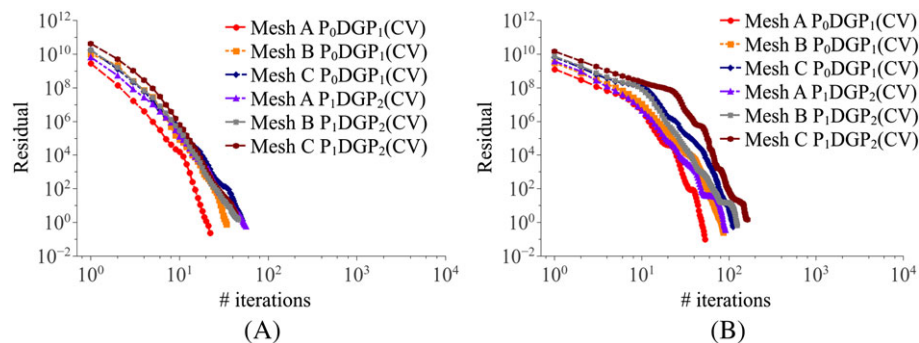 10^12
10^10
10^8
10^6
10^4
10^2
10^0
10^−2
Residual
10^0
10^1
10^2
10^3
10^4
# iterations
Mesh A P₀DGP₁(CV)
Mesh B P₀DGP₁(CV)
Mesh C P₀DGP₁(CV)
Mesh A P₁DGP₂(CV)
Mesh B P₁DGP₂(CV)
Mesh C P₁DGP₂(CV)
(A)
10^12
10^10
10^8
10^6
10^4
10^2
10^0
10^−2
Residual
10^0
10^1
10^2
10^3
10^4
# iterations
Mesh A P₀DGP₁(CV)
Mesh B P₀DGP₁(CV)
Mesh C P₀DGP₁(CV)
Mesh A P₁DGP₂(CV)
Mesh B P₁DGP₂(CV)
Mesh C P₁DGP₂(CV)
(B)